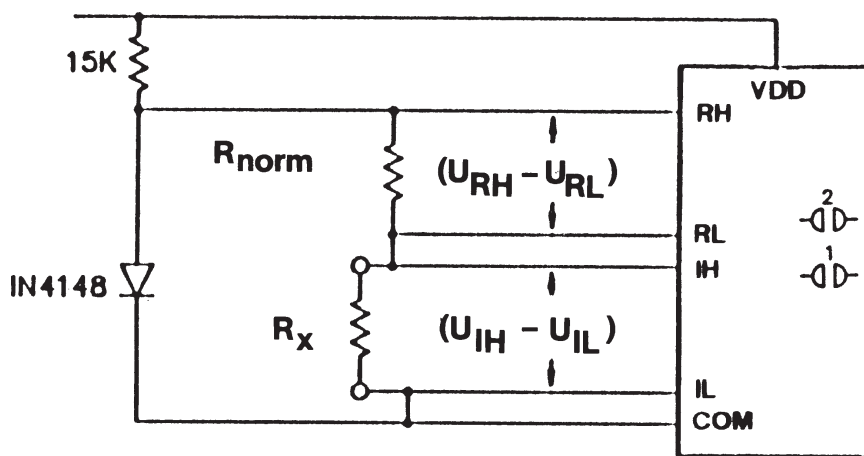 15K
VDD
RH
Rnorm
(URH – URL)
2
RL
1
IH
IN4148
Rx
(UIH – UIL)
IL
COM